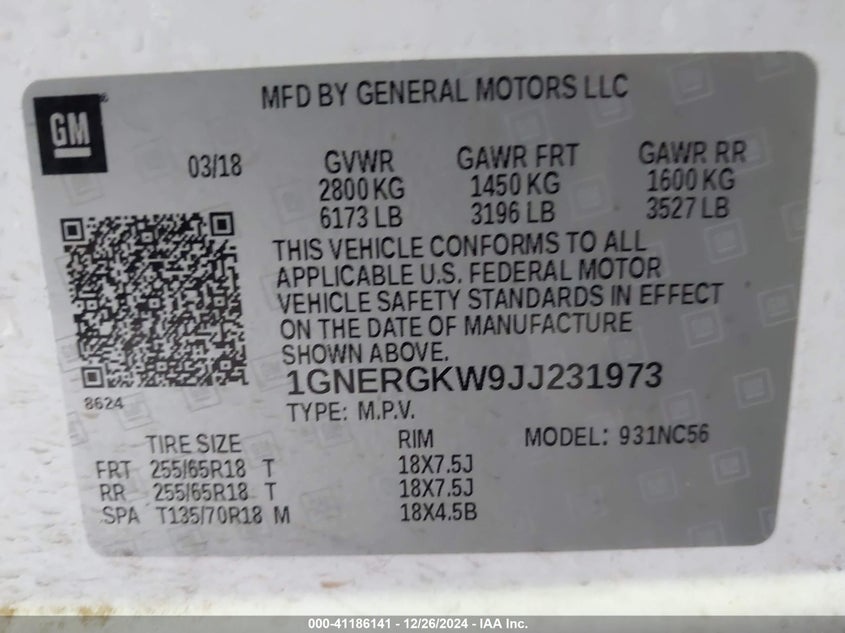 MFD BY GENERAL MOTORS LLC
GM
03/18 GVWR GAWR FRT GAWR RR
2800 KG 1450 KG 1600 KG
6173 LB 3196 LB 3527 LB
THIS VEHICLE CONFORMS TO ALL
APPLICABLE U.S. FEDERAL MOTOR
VEHICLE SAFETY STANDARDS IN EFFECT
ON THE DATE OF MANUFACTURE
SHOWN ABOVE.
1GNERGKW9JJ231973
8624
TYPE: M.P.V.
TIRE SIZE RIM MODEL: 931NC56
FRT 255/65R18 T 18X7.5J
RR 255/65R18 T 18X7.5J
SPA T135/70R18 M 18X4.5B
000-41186141 - 12/26/2024 - IAA Inc.